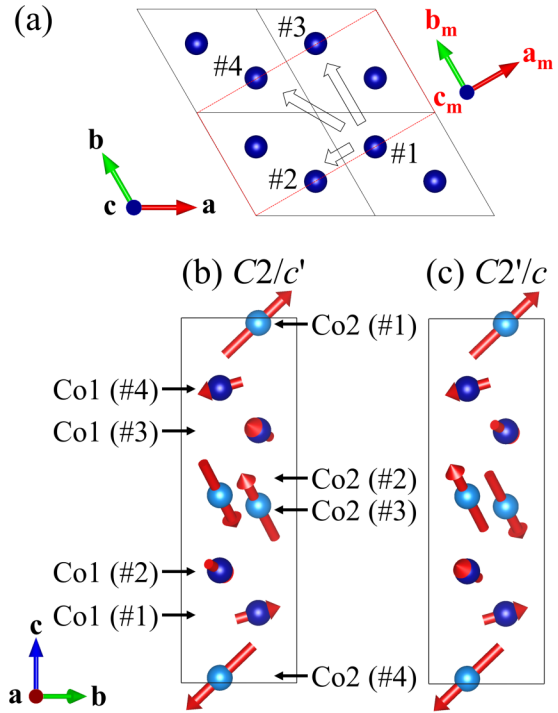 (a)
#3
#4
#1
#2
b
c
a
bm
am
cm
(b) C2/c'
(c) C2'/c
Co2 (#1)
Co1 (#4)
Co1 (#3)
Co2 (#2)
Co2 (#3)
Co1 (#2)
Co1 (#1)
Co2 (#4)
c
a
b